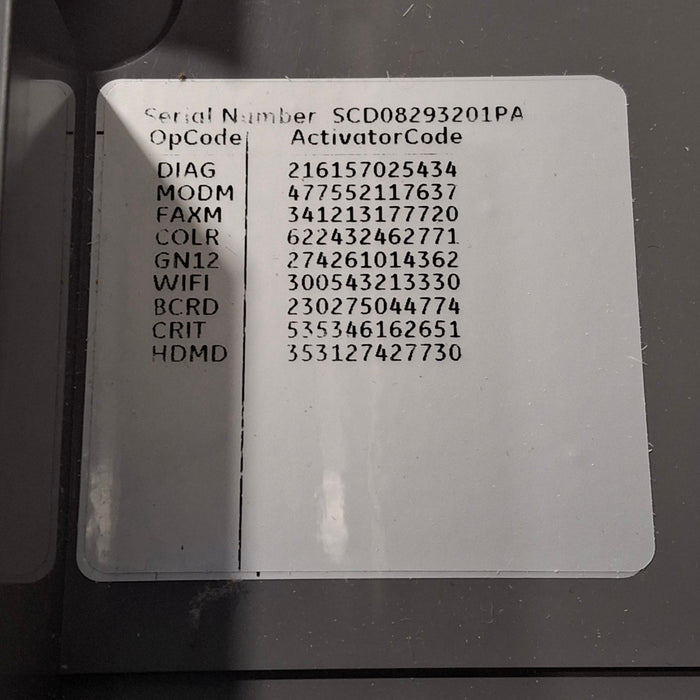 Serial Number SCD08293201PA
OpCode ActivatorCode
DIAG 216157025434
MODM 477552117637
FAXM 341213177720
COLR 622432462771
GN12 274261014362
WIFI 300543213330
BCRD 230275044774
CRIT 535346162651
HDMD 353127427730